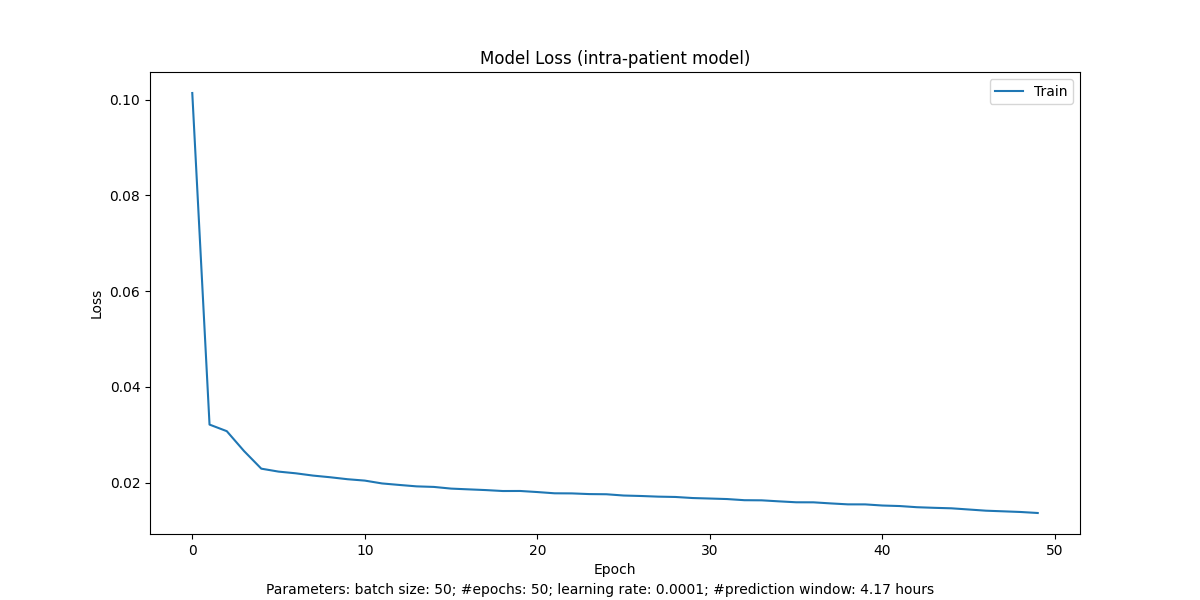 Model Loss (intra-patient model)
Train
0.10
0.08
0.06
0.04
0.02
Loss
0 10 20 30 40 50
Epoch
Parameters: batch size: 50; #epochs: 50; learning rate: 0.0001; #prediction window: 4.17 hours